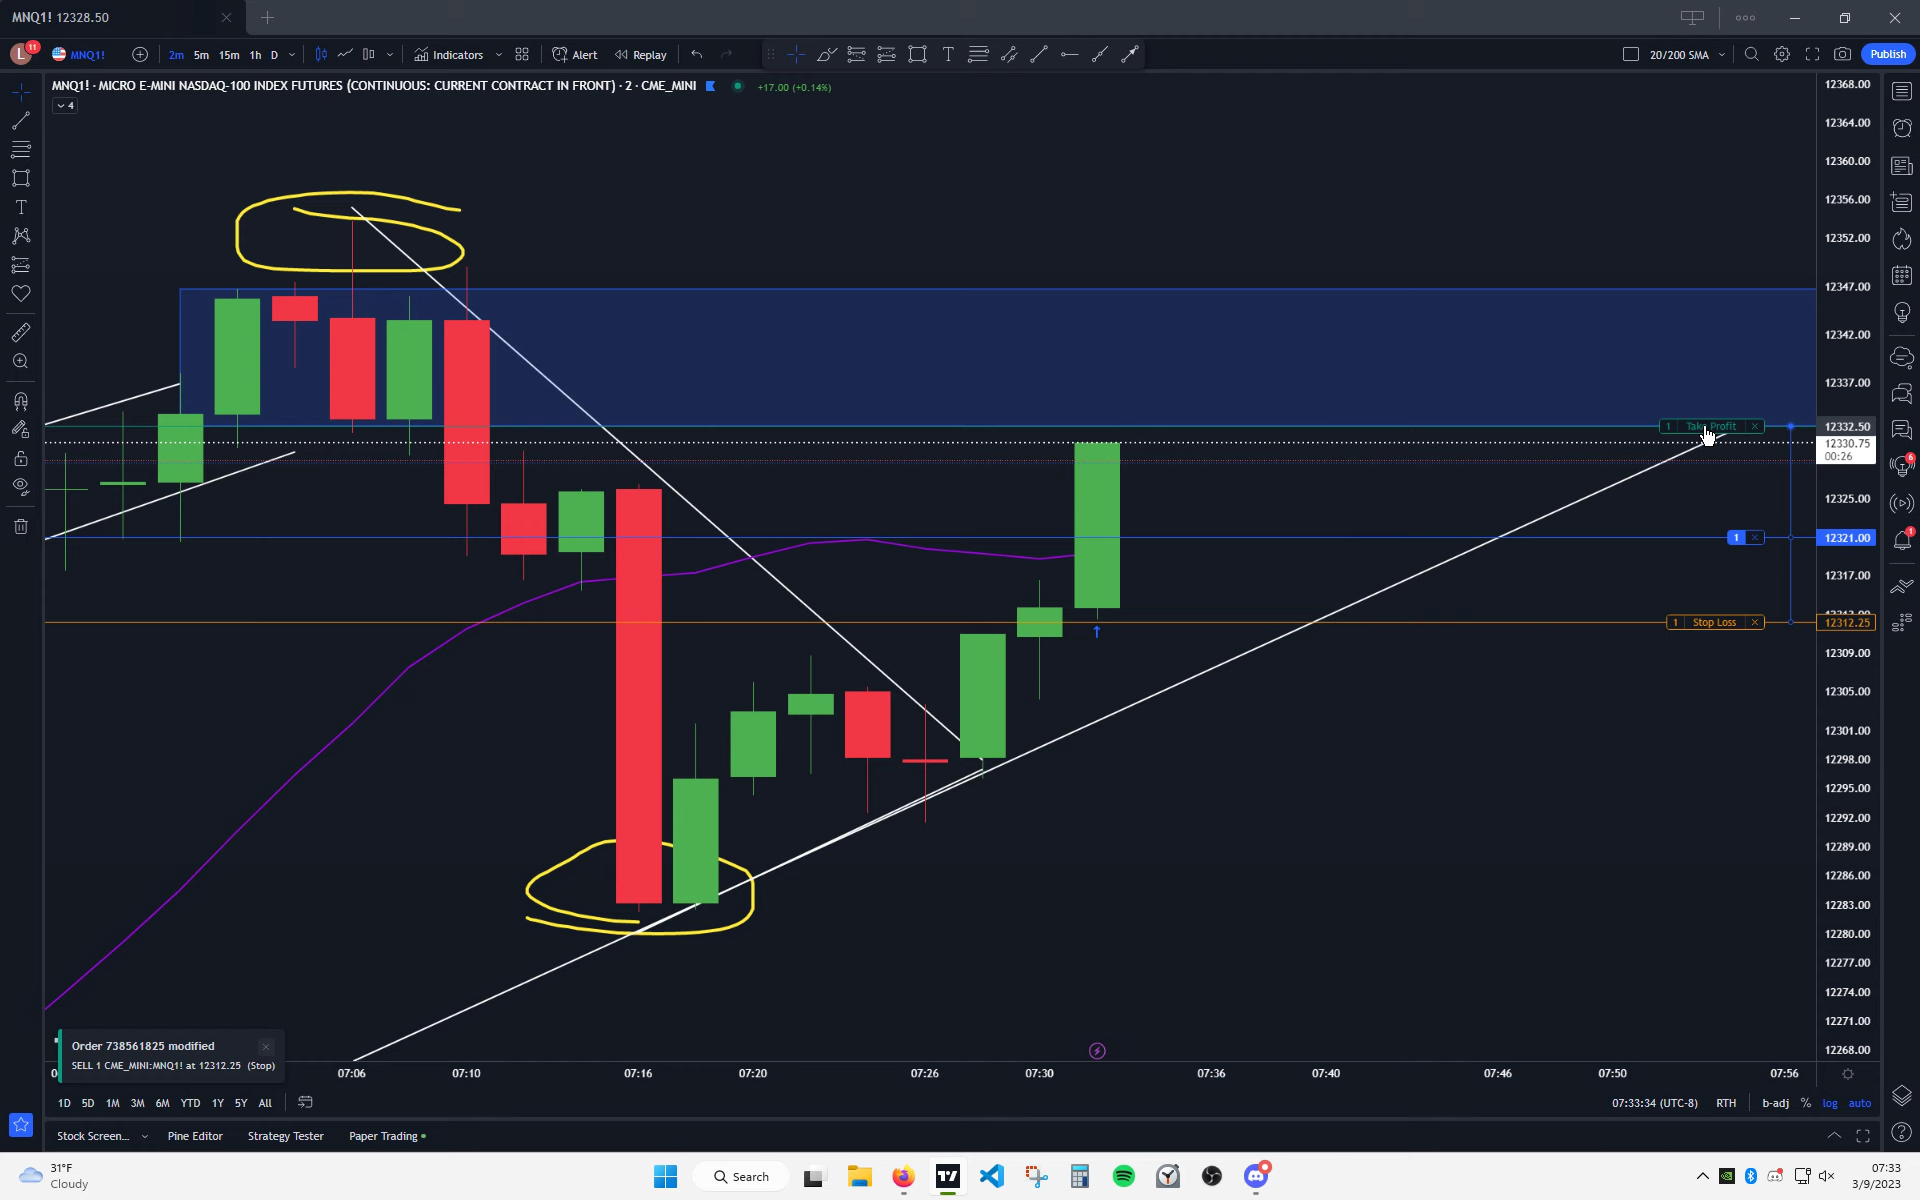 MNQ1! 12328.50
L 11 MNQ1! 2m 5m 15m 1h D Indicators Alert Replay 20/200 SMA Publish
MNQ1! · MICRO E-MINI NASDAQ-100 INDEX FUTURES (CONTINUOUS: CURRENT CONTRACT IN FRONT) · 2 · CME_MINI +17.00 (+0.14%)
4
12368.00
12364.00
12360.00
12356.00
12352.00
12347.00
12342.00
12337.00
1 Take Profit 12332.50
12330.75
00:26
6
12325.00
1 12321.00
1
12317.00
1 Stop Loss 12312.25
12309.00
12305.00
12301.00
12298.00
12295.00
12292.00
12289.00
12286.00
12283.00
12280.00
12277.00
12274.00
12271.00
12268.00
Order 738561825 modified
SELL 1 CME_MINI:MNQ1! at 12312.25 (Stop)
07:06 07:10 07:16 07:20 07:26 07:30 07:36 07:40 07:46 07:50 07:56
1D 5D 1M 3M 6M YTD 1Y 5Y All 07:33:34 (UTC-8) RTH b-adj % log auto
Stock Screen... Pine Editor Strategy Tester Paper Trading
31°F
Cloudy
Search
07:33
3/9/2023